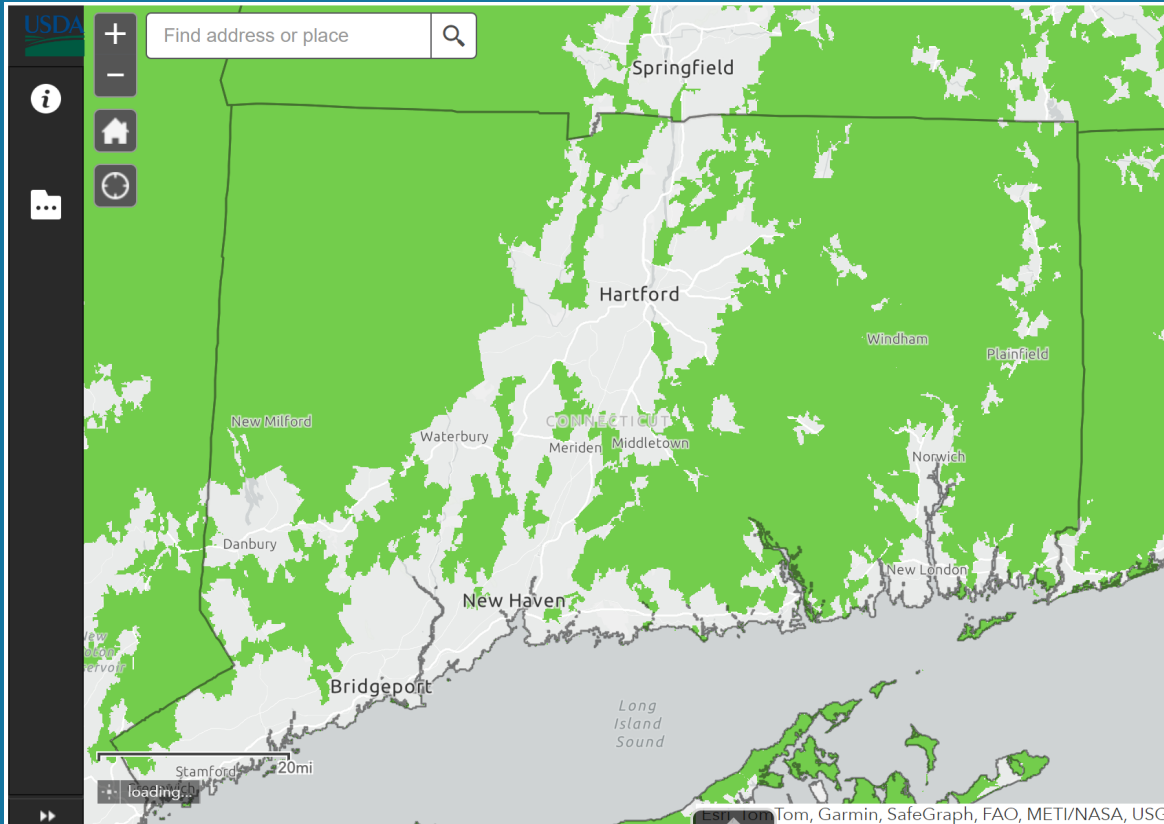 USDA
+
Find address or place
−
i
Springfield
Hartford
Windham
Plainfield
New Milford
CONNECTICUT
Waterbury
Meriden
Middletown
Norwich
Danbury
New London
New Haven
Bridgeport
Long
Island
Sound
Stamford
20mi
loading...
Esri, TomTom, Garmin, SafeGraph, FAO, METI/NASA, USG